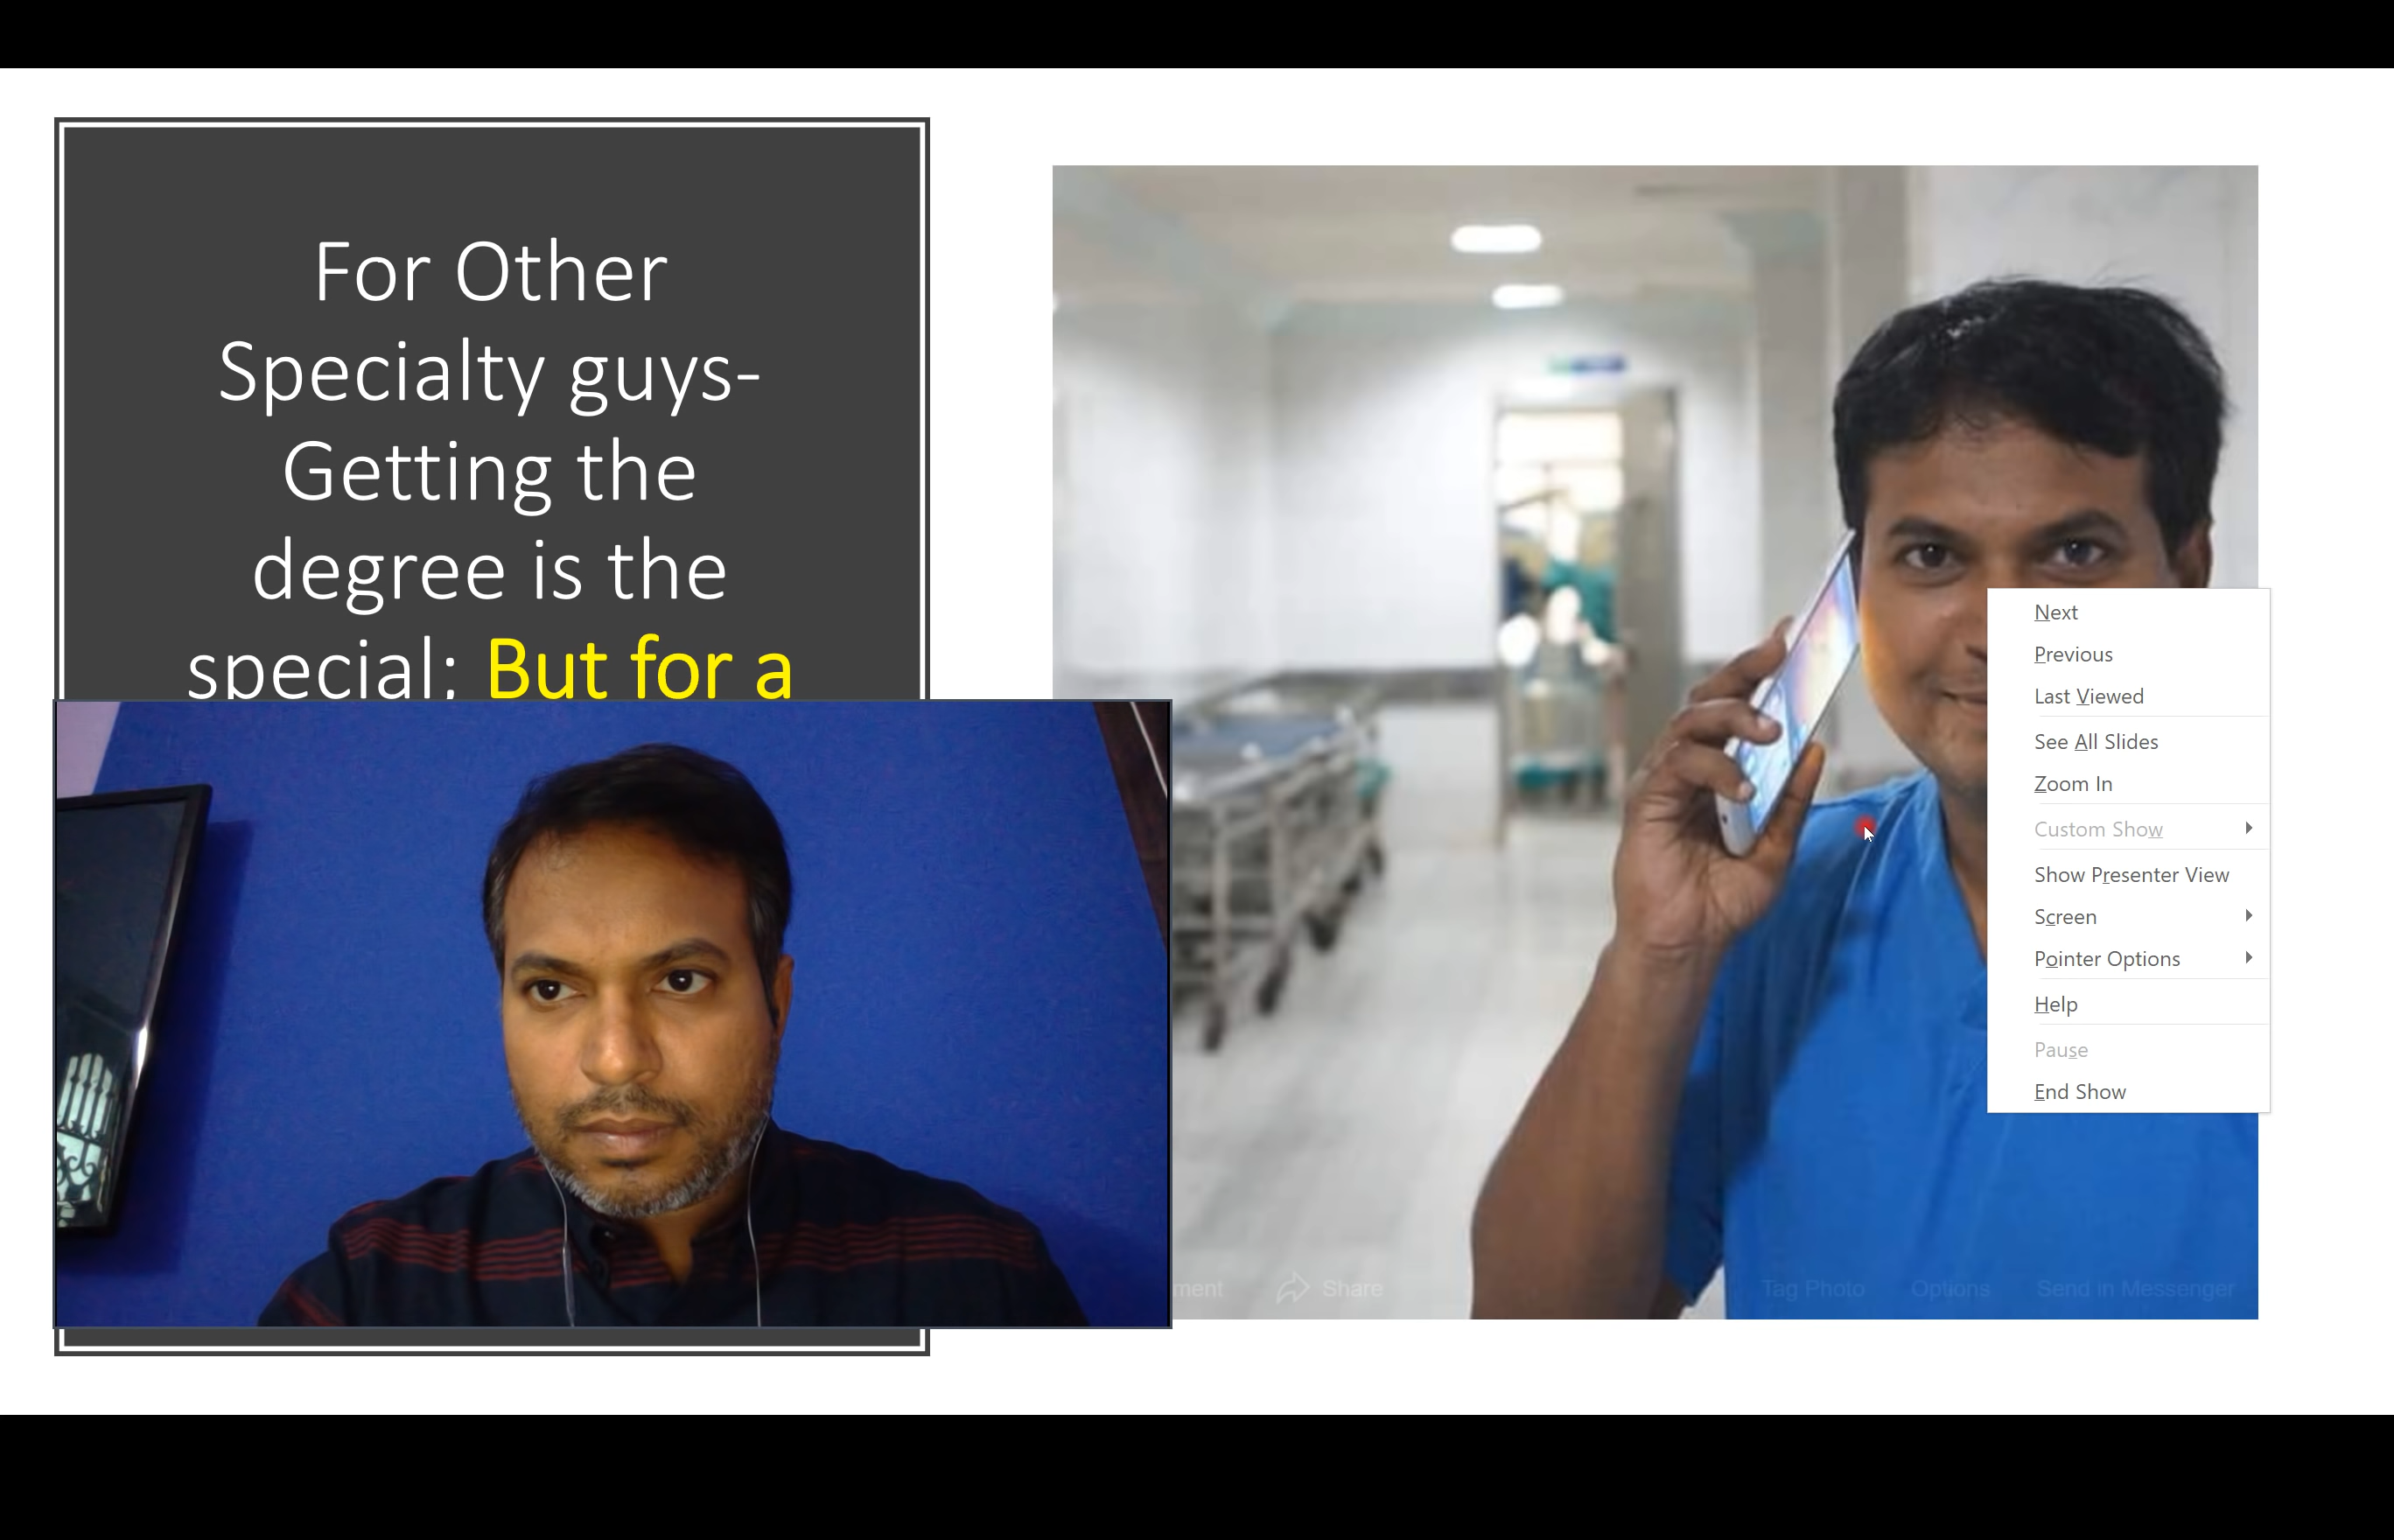 For Other
Specialty guys-
Getting the
degree is the
special; But for a
Next
Previous
Last Viewed
See All Slides
Zoom In
Custom Show
Show Presenter View
Screen
Pointer Options
Help
Pause
End Show
ment Share Tag Photo Options Send in Messenger